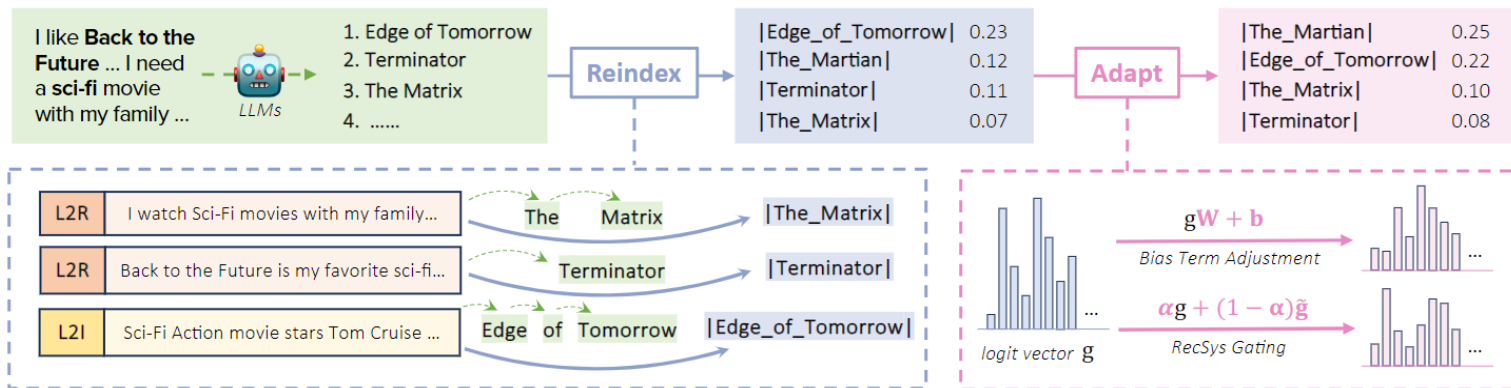 I like Back to the
Future ... I need
a sci-fi movie
with my family ...
LLMs
1. Edge of Tomorrow
2. Terminator
3. The Matrix
4. ......
Reindex
|Edge_of_Tomorrow| 0.23
|The_Martian| 0.12
|Terminator| 0.11
|The_Matrix| 0.07
Adapt
|The_Martian| 0.25
|Edge_of_Tomorrow| 0.22
|The_Matrix| 0.10
|Terminator| 0.08
L2R I watch Sci-Fi movies with my family... The Matrix |The_Matrix|
L2R Back to the Future is my favorite sci-fi... Terminator |Terminator|
L2I Sci-Fi Action movie stars Tom Cruise ... Edge of Tomorrow |Edge_of_Tomorrow|
...
logit vector g
gW + b
Bias Term Adjustment
...
αg + (1 − α)g̃
RecSys Gating
...